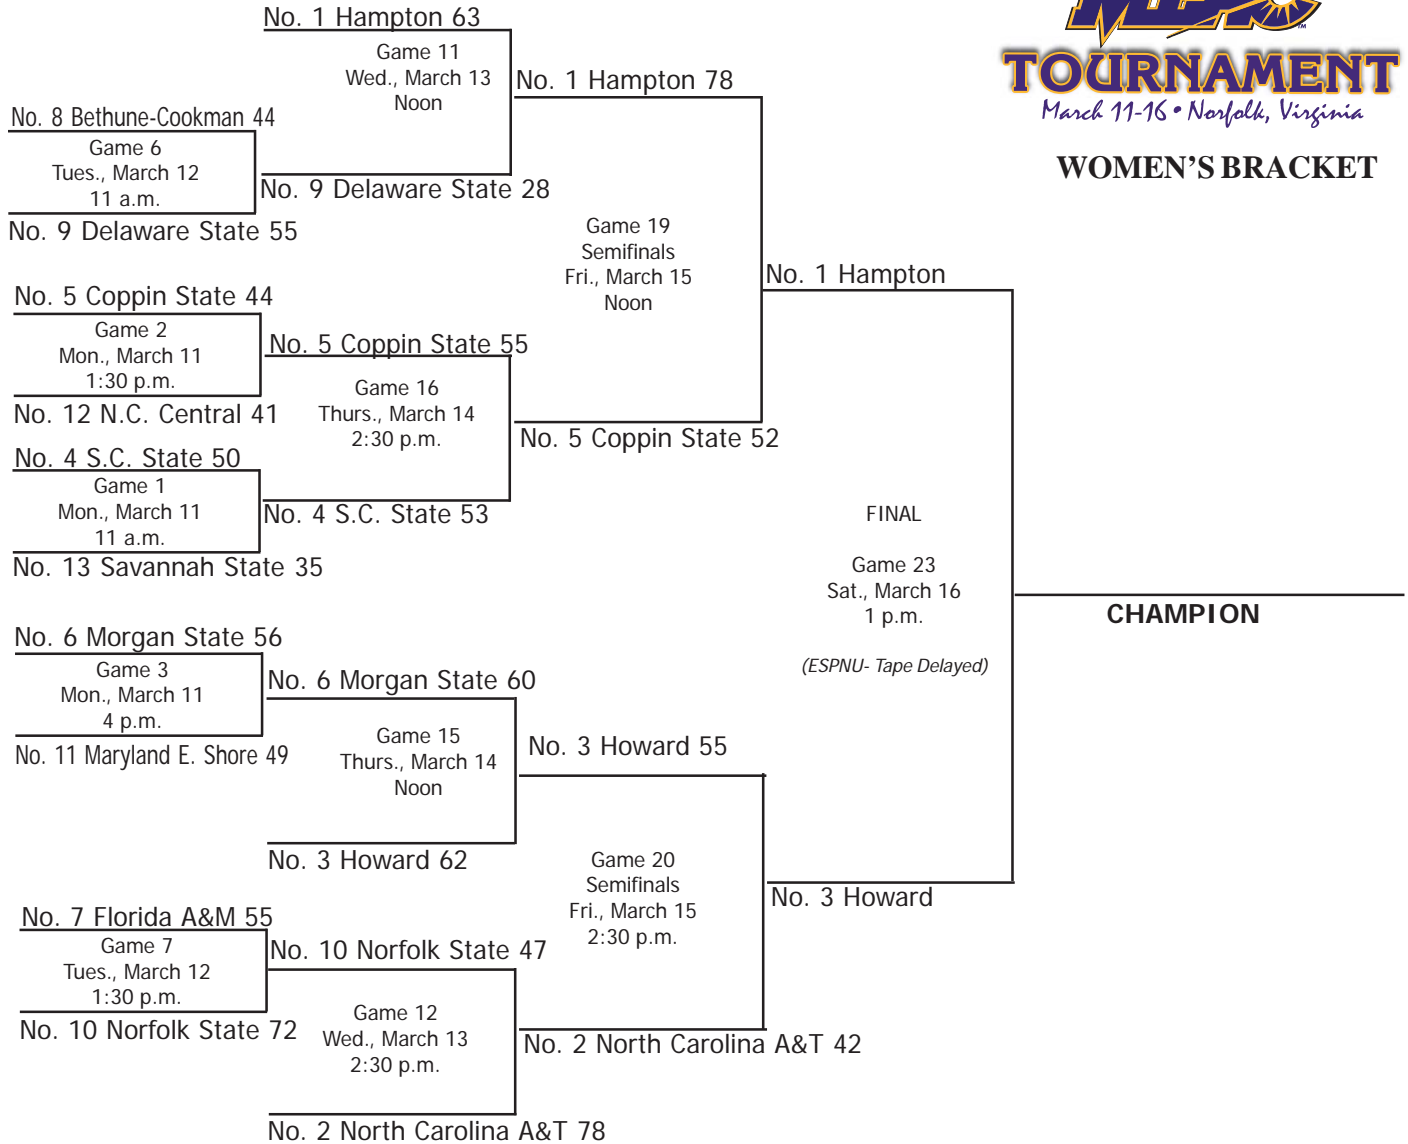 No. 1 Hampton 63
Game 11
Wed., March 13
Noon
No. 1 Hampton 78
TOURNAMENT
March 11-16 • Norfolk, Virginia
WOMEN'S BRACKET
No. 8 Bethune-Cookman 44
Game 6
Tues., March 12
11 a.m.
No. 9 Delaware State 28
No. 9 Delaware State 55
Game 19
Semifinals
Fri., March 15
Noon
No. 1 Hampton
No. 5 Coppin State 44
Game 2
Mon., March 11
1:30 p.m.
No. 5 Coppin State 55
No. 12 N.C. Central 41
Game 16
Thurs., March 14
2:30 p.m.
No. 5 Coppin State 52
No. 4 S.C. State 50
Game 1
Mon., March 11
11 a.m.
No. 4 S.C. State 53
No. 13 Savannah State 35
FINAL
Game 23
Sat., March 16
1 p.m.
(ESPNU- Tape Delayed)
CHAMPION
No. 6 Morgan State 56
Game 3
Mon., March 11
4 p.m.
No. 6 Morgan State 60
No. 11 Maryland E. Shore 49
Game 15
Thurs., March 14
Noon
No. 3 Howard 55
No. 3 Howard 62
Game 20
Semifinals
Fri., March 15
2:30 p.m.
No. 3 Howard
No. 7 Florida A&M 55
Game 7
Tues., March 12
1:30 p.m.
No. 10 Norfolk State 47
No. 10 Norfolk State 72
Game 12
Wed., March 13
2:30 p.m.
No. 2 North Carolina A&T 42
No. 2 North Carolina A&T 78